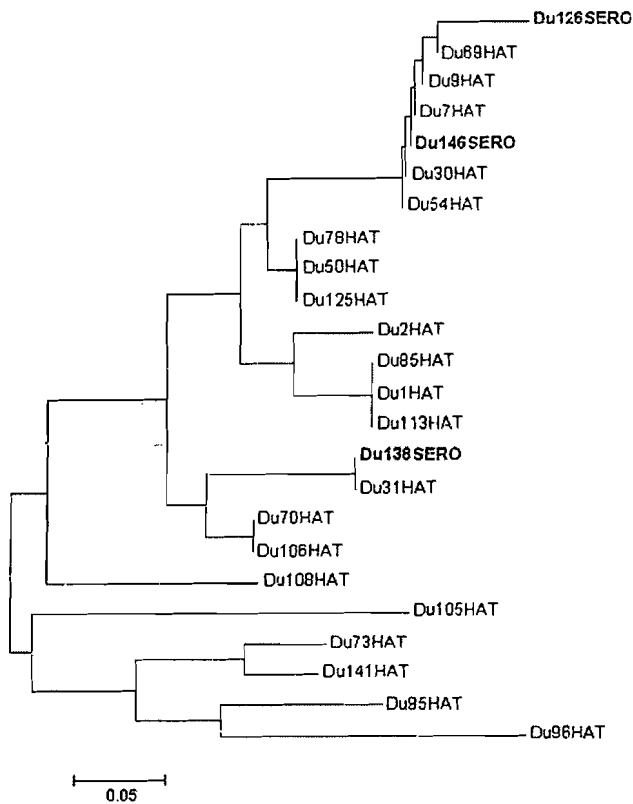 Du126SERO
Du69HAT
Du9HAT
Du7HAT
Du146SERO
Du30HAT
Du54HAT
Du78HAT
Du50HAT
Du125HAT
Du2HAT
Du85HAT
Du1HAT
Du113HAT
Du138SERO
Du31HAT
Du70HAT
Du106HAT
Du108HAT
Du105HAT
Du73HAT
Du141HAT
Du95HAT
Du96HAT
0.05